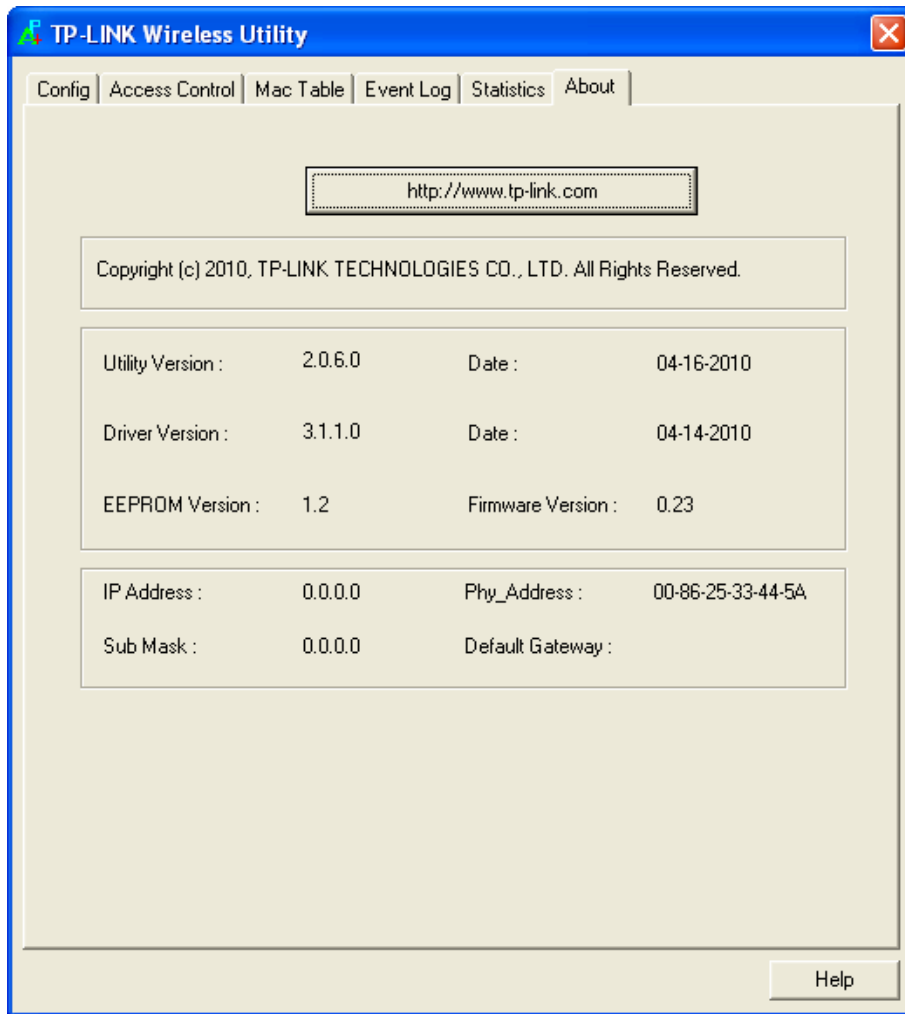 TP-LINK Wireless Utility
Config Access Control Mac Table Event Log Statistics About
http://www.tp-link.com
Copyright (c) 2010, TP-LINK TECHNOLOGIES CO., LTD. All Rights Reserved.
Utility Version : 2.0.6.0 Date : 04-16-2010
Driver Version : 3.1.1.0 Date : 04-14-2010
EEPROM Version : 1.2 Firmware Version : 0.23
IP Address : 0.0.0.0 Phy_Address : 00-86-25-33-44-5A
Sub Mask : 0.0.0.0 Default Gateway :
Help